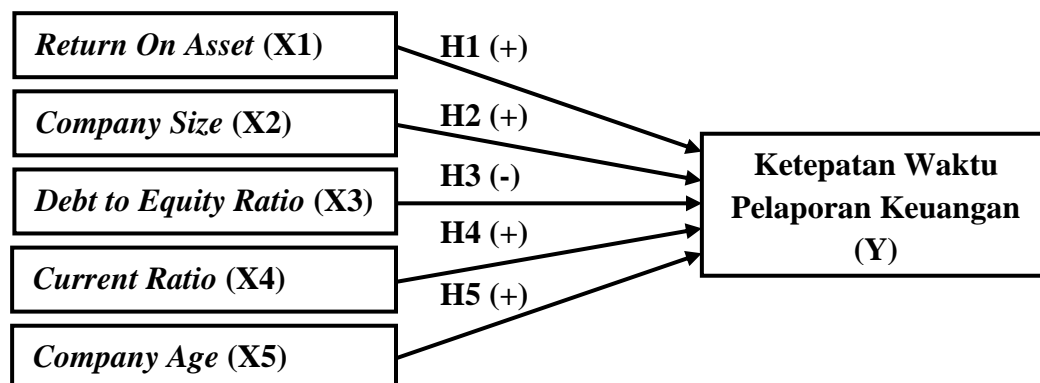 Return On Asset (X1)
H1 (+)
Company Size (X2)
H2 (+)
H3 (-)
Debt to Equity Ratio (X3)
H4 (+)
Current Ratio (X4)
H5 (+)
Company Age (X5)
Ketepatan Waktu
Pelaporan Keuangan
(Y)